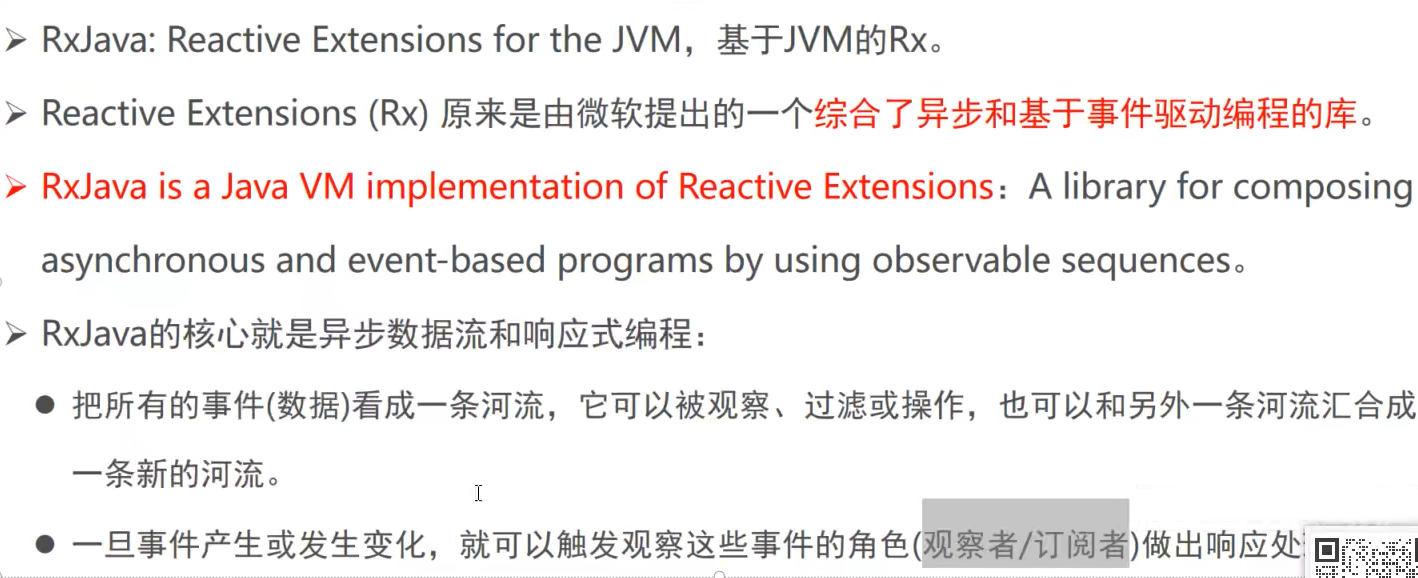 RxJava: Reactive Extensions for the JVM，基于JVM的Rx。
Reactive Extensions (Rx) 原来是由微软提出的一个综合了异步和基于事件驱动编程的库。
RxJava is a Java VM implementation of Reactive Extensions：A library for composing
asynchronous and event-based programs by using observable sequences。
RxJava的核心就是异步数据流和响应式编程：
把所有的事件(数据)看成一条河流，它可以被观察、过滤或操作，也可以和另外一条河流汇合成
一条新的河流。
一旦事件产生或发生变化，就可以触发观察这些事件的角色(观察者/订阅者)做出响应处